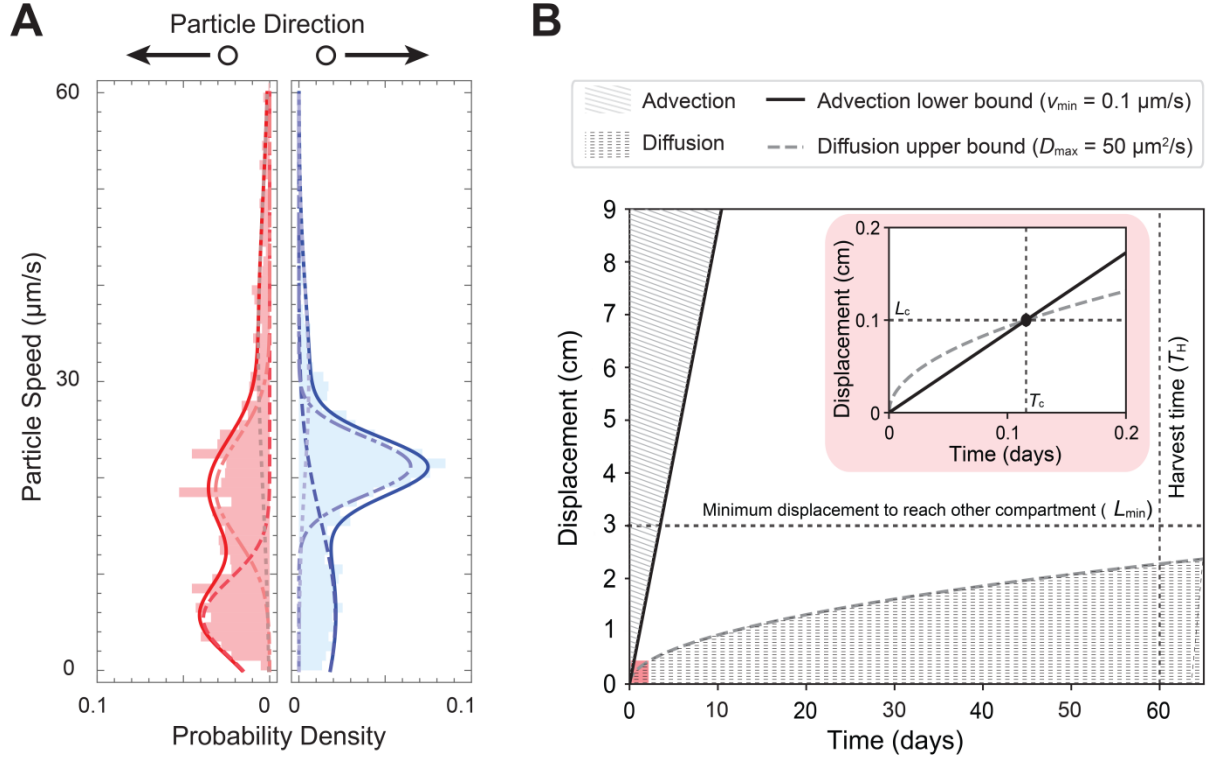 A
Particle Direction
60
30
0
Particle Speed (μm/s)
0.1
0
0
0.1
Probability Density
B
Advection
Advection lower bound (vmin = 0.1 μm/s)
Diffusion
Diffusion upper bound (Dmax = 50 μm²/s)
9
8
7
6
5
4
3
2
1
0
Displacement (cm)
0
10
20
30
40
50
60
Time (days)
0.2
0.1
0
Displacement (cm)
Lc
Tc
0
0.1
0.2
Time (days)
Harvest time (TH)
Minimum displacement to reach other compartment ( Lmin)